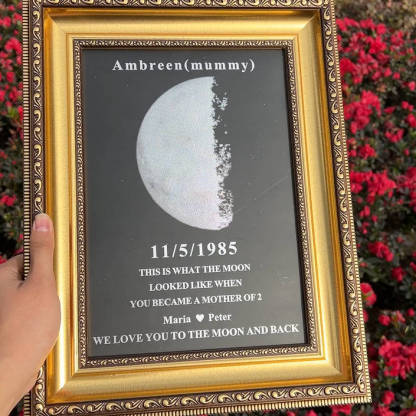 Ambreen(mummy)
11/5/1985
THIS IS WHAT THE MOON
LOOKED LIKE WHEN
YOU BECAME A MOTHER OF 2
Maria ♥ Peter
WE LOVE YOU TO THE MOON AND BACK